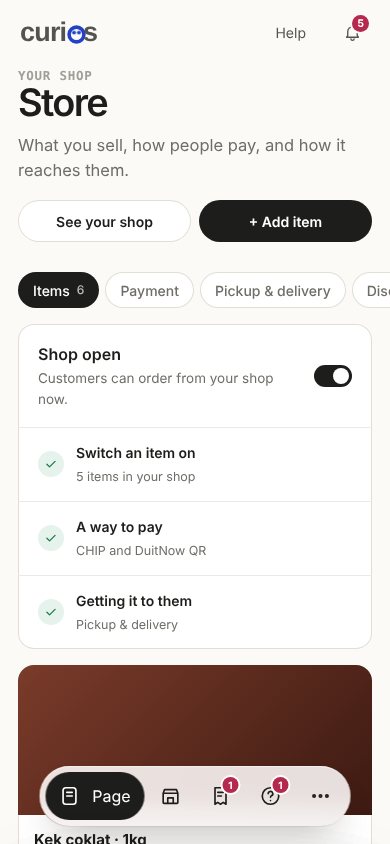 curios
Help
5
YOUR SHOP
Store
What you sell, how people pay, and how it
reaches them.
See your shop
+ Add item
Items 6
Payment
Pickup & delivery
Shop open
Customers can order from your shop
now.
Switch an item on
5 items in your shop
A way to pay
CHIP and DuitNow QR
Getting it to them
Pickup & delivery
Page
1
1
Kek coklat · 1kg